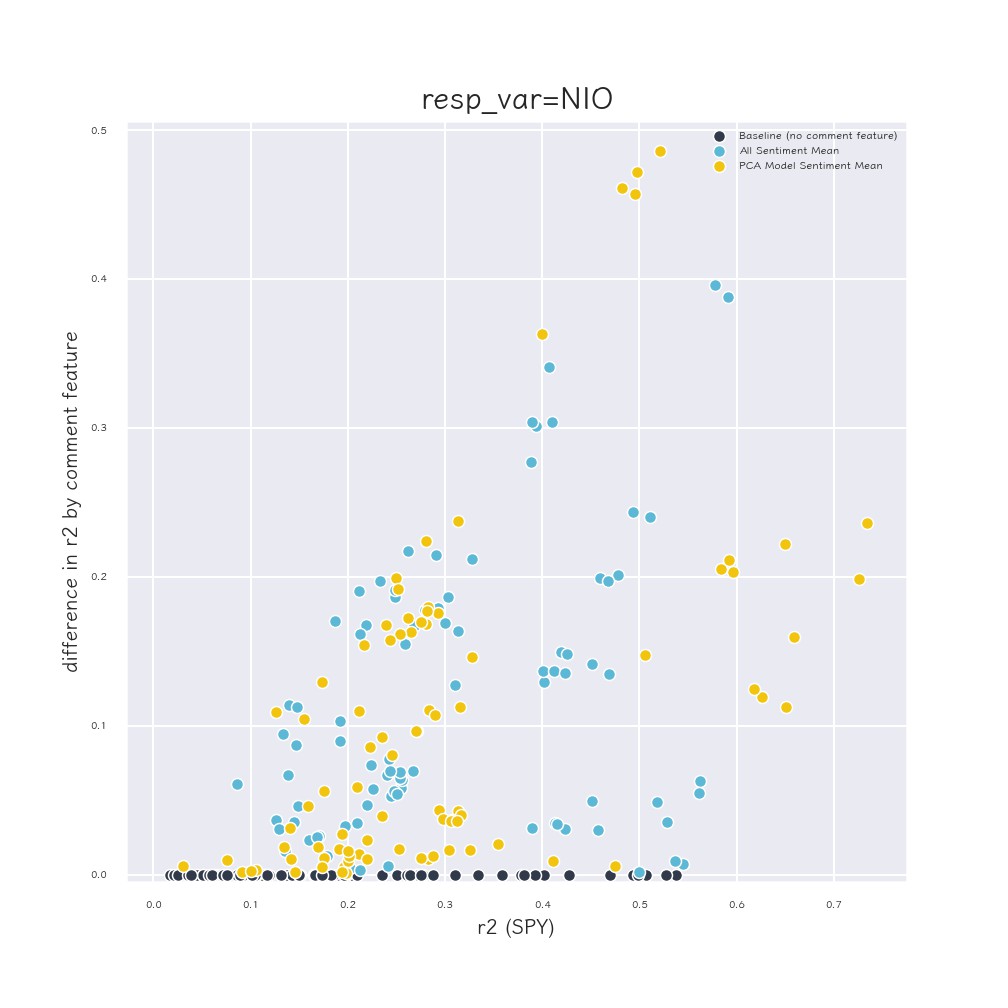 resp_var=NIO
Baseline (no comment feature)
All Sentiment Mean
PCA Model Sentiment Mean
difference in r2 by comment feature
0.5
0.4
0.3
0.2
0.1
0.0
0.0 0.1 0.2 0.3 0.4 0.5 0.6 0.7
r2 (SPY)